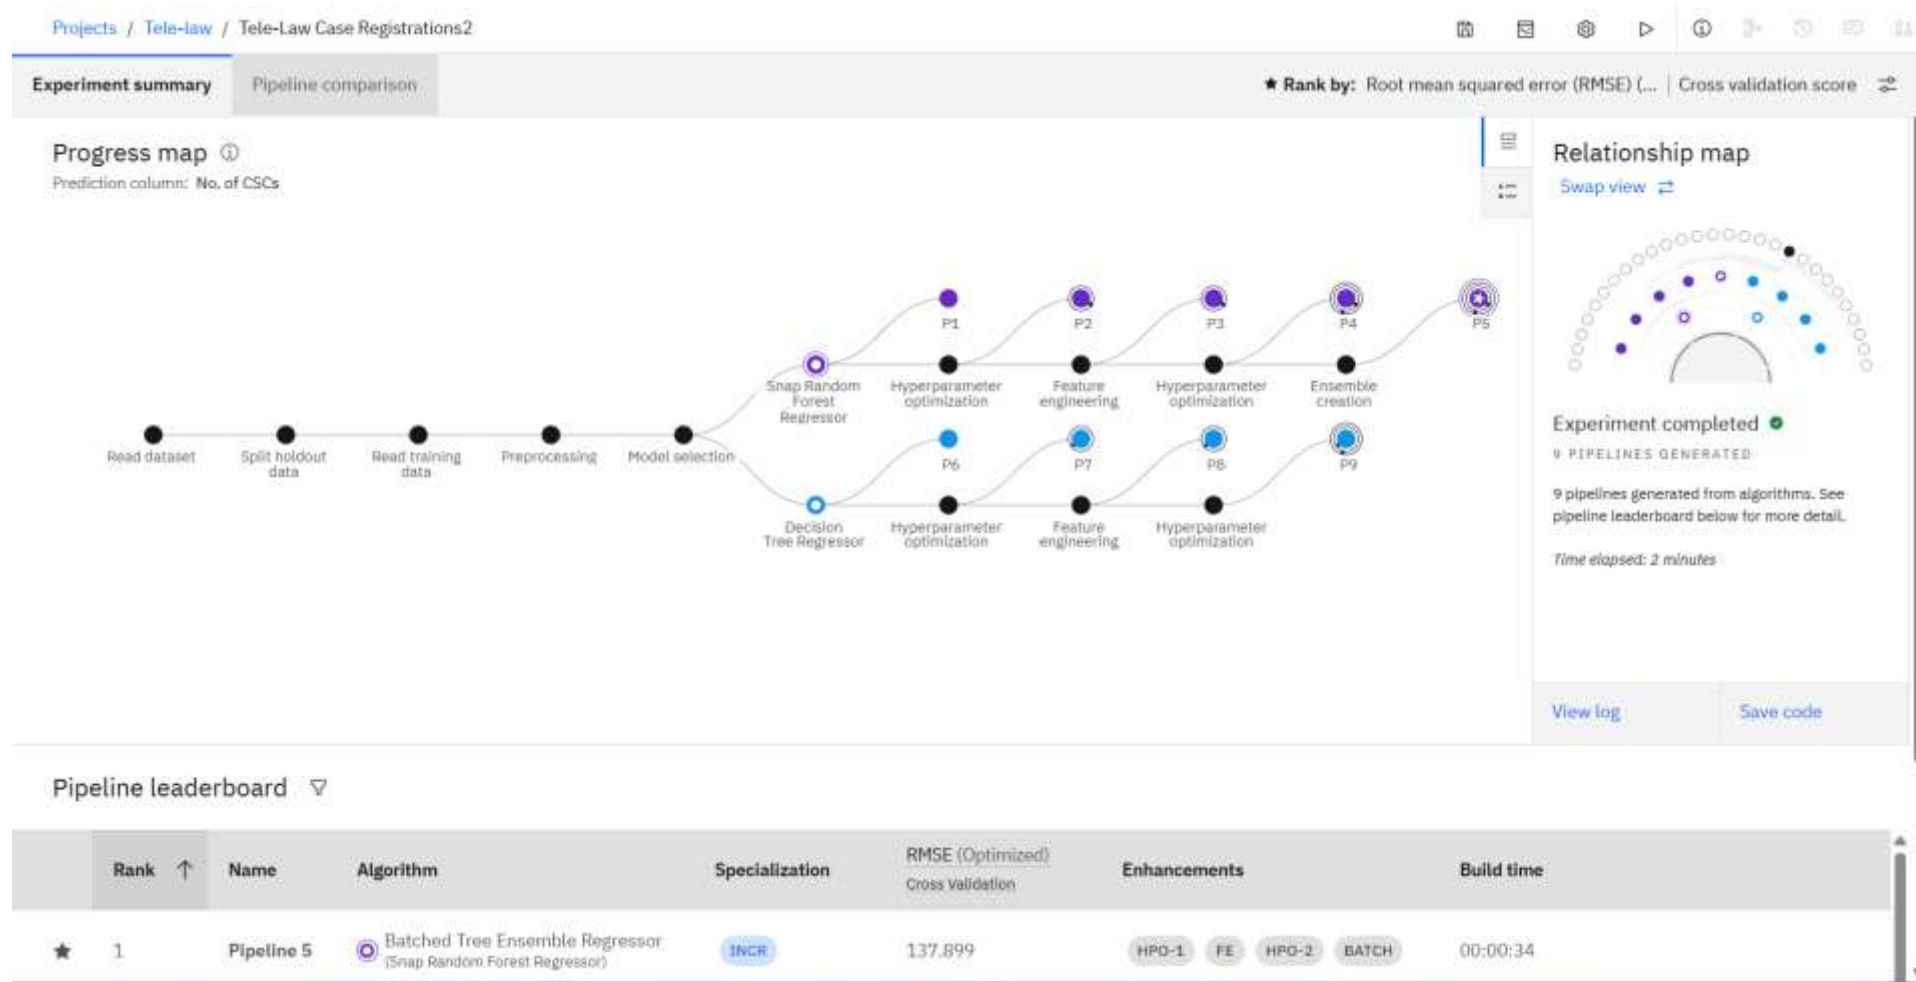 Projects / Tele-law / Tele-Law Case Registrations2
Experiment summary
Pipeline comparison
★ Rank by: Root mean squared error (RMSE) (... | Cross validation score
Progress map
Prediction column: No. of CSCs
Relationship map
Swap view
P1
P2
P3
P4
P5
Snap Random
Forest
Regressor
Hyperparameter
optimization
Feature
engineering
Hyperparameter
optimization
Ensemble
creation
Read dataset
Split holdout
data
Read training
data
Preprocessing
Model selection
P6
P7
P8
P9
Decision
Tree Regressor
Hyperparameter
optimization
Feature
engineering
Hyperparameter
optimization
Experiment completed
9 PIPELINES GENERATED
9 pipelines generated from algorithms. See
pipeline leaderboard below for more detail.
Time elapsed: 2 minutes
View log
Save code
Pipeline leaderboard
Rank ↑ Name Algorithm Specialization RMSE (Optimized) Enhancements Build time
Cross Validation
★ 1 Pipeline 5 Batched Tree Ensemble Regressor INCR 137.899 HPO-1 FE HPO-2 BATCH 00:00:34
(Snap Random Forest Regressor)